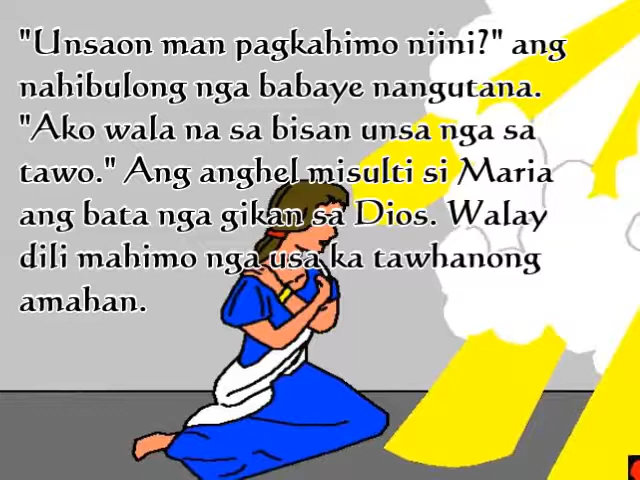 "Unsaon man pagkahimo niini?" ang
nahibulong nga babaye nangutana.
"Ako wala na sa bisan unsa nga sa
tawo." Ang anghel misulti si Maria
ang bata nga gikan sa Dios. Walay
dili mahimo nga usa ka tawhanong
amahan.